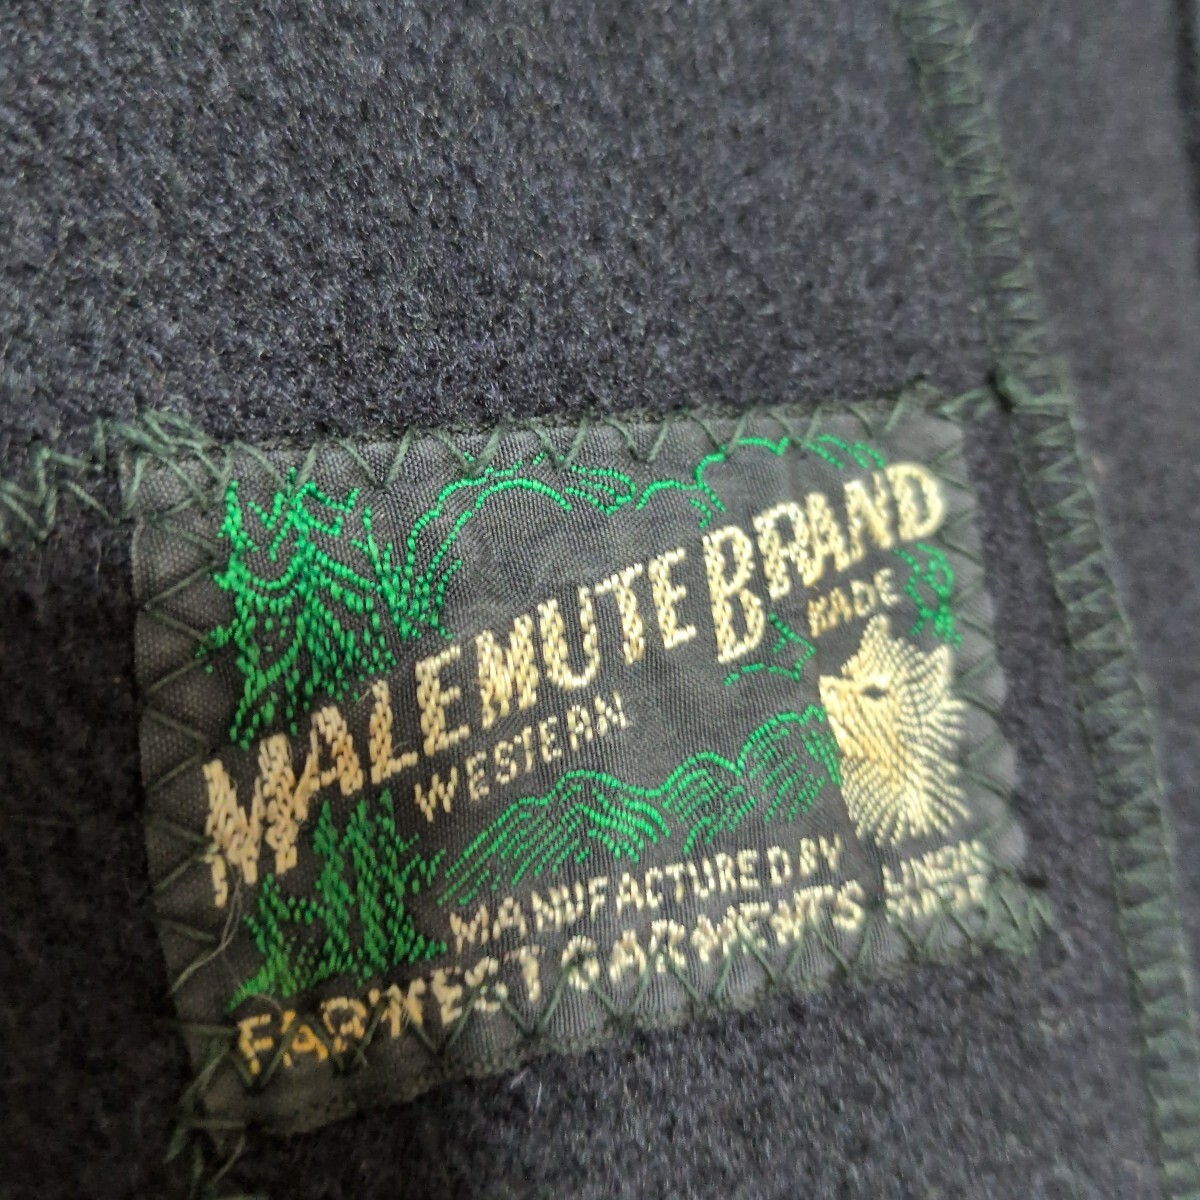 MALEMUTE BRAND
WESTERN MADE
MANUFACTURED BY
FARWEST GARMENTS